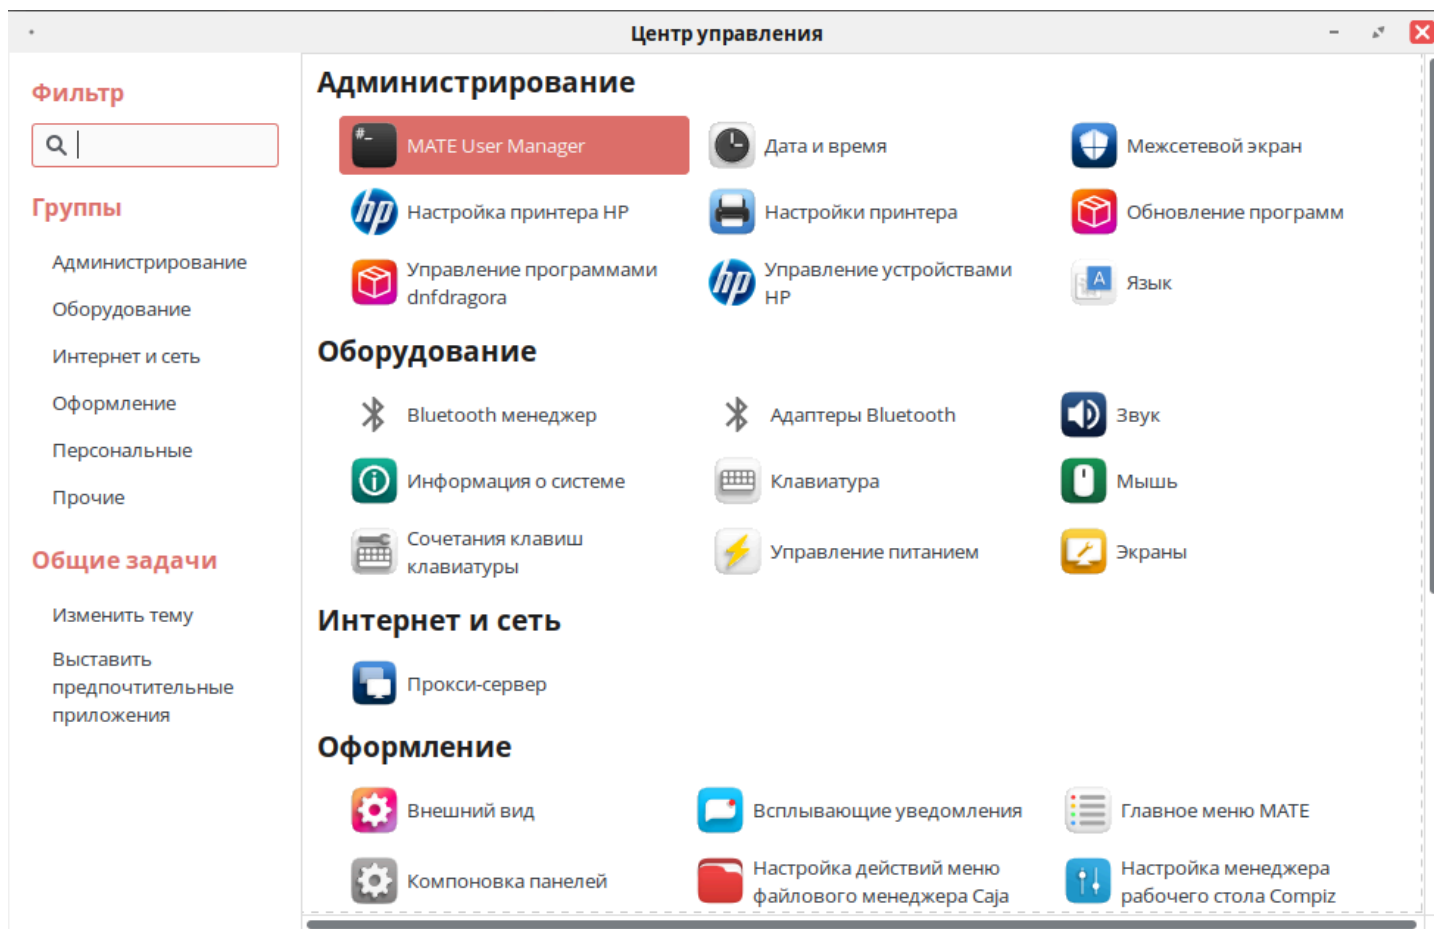 Центр управления
Фильтр
Группы
Администрирование
Оборудование
Интернет и сеть
Оформление
Персональные
Прочие
Общие задачи
Изменить тему
Выставить
предпочтительные
приложения
Администрирование
#_ MATE User Manager
Дата и время
Межсетевой экран
hp Настройка принтера HP
Настройки принтера
Обновление программ
Управление программами
dnfdragora
hp Управление устройствами
HP
A Язык
Оборудование
Bluetooth менеджер
Адаптеры Bluetooth
Звук
Информация о системе
Клавиатура
Мышь
Сочетания клавиш
клавиатуры
Управление питанием
Экраны
Интернет и сеть
Прокси-сервер
Оформление
Внешний вид
Всплывающие уведомления
Главное меню MATE
Компоновка панелей
Настройка действий меню
файлового менеджера Caja
Настройка менеджера
рабочего стола Compiz